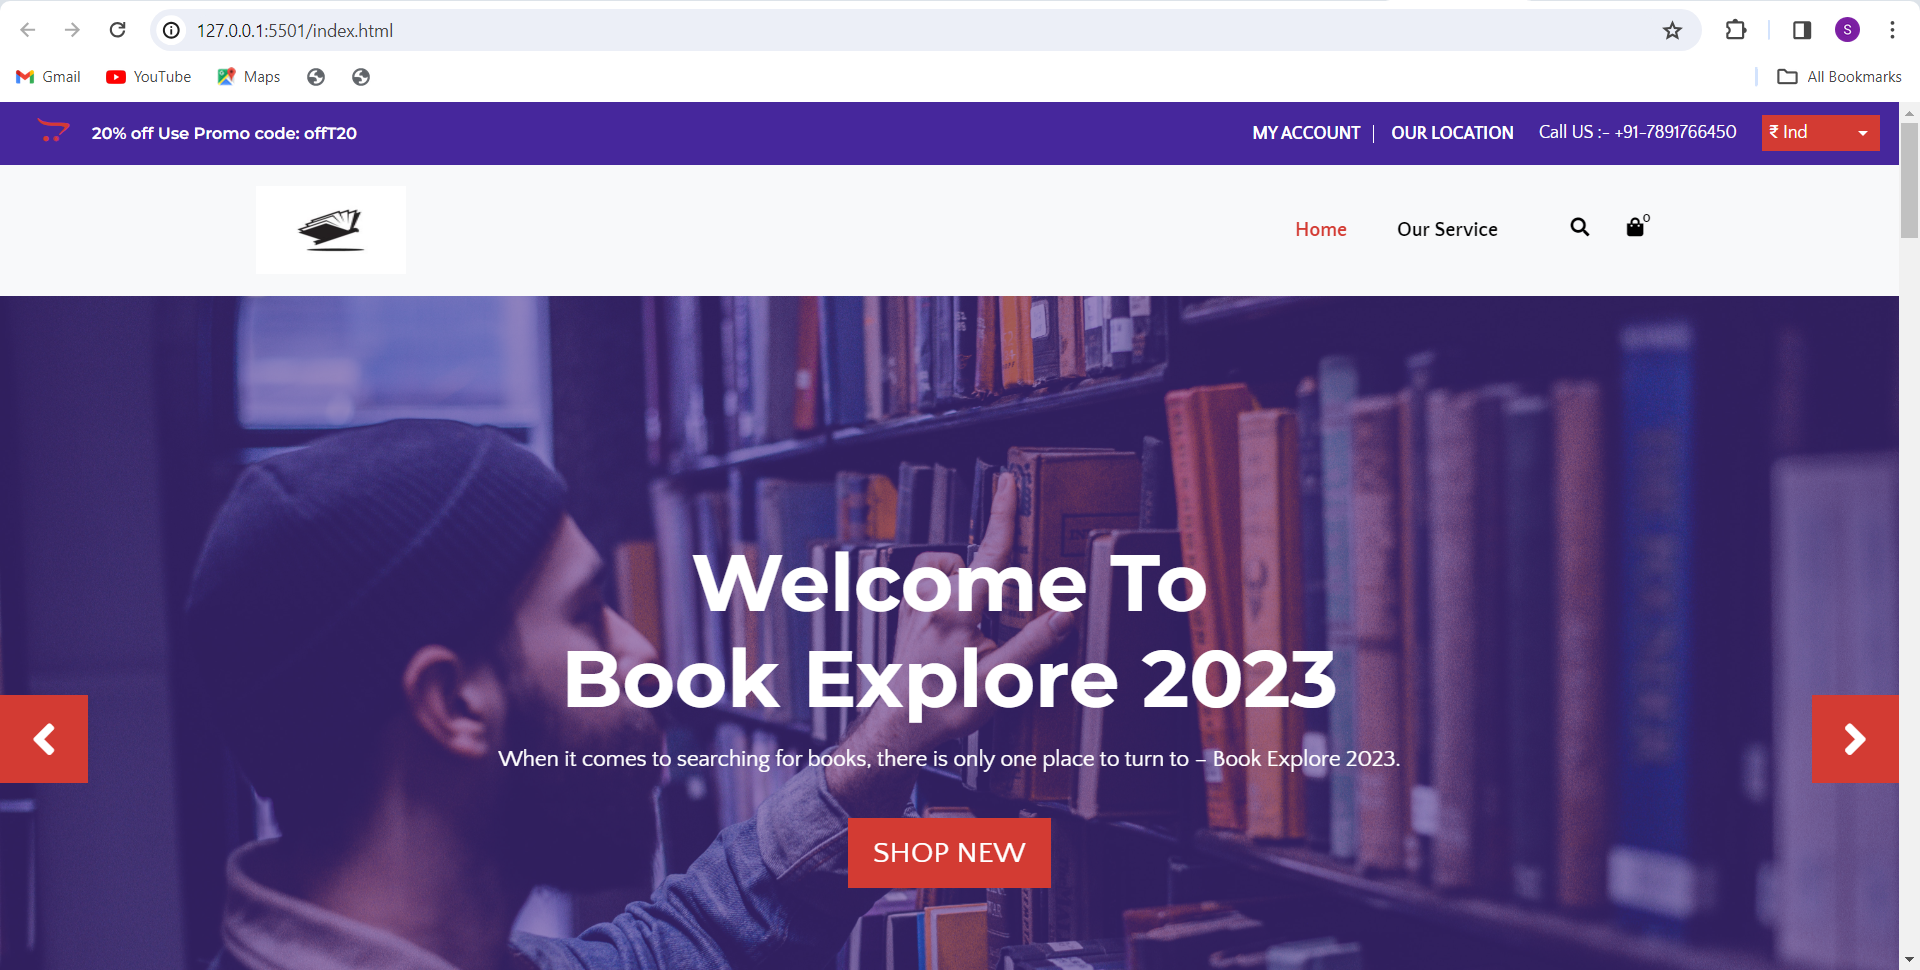 127.0.0.1:5501/index.html
S
Gmail
YouTube
Maps
All Bookmarks
20% off Use Promo code: offT20
MY ACCOUNT
OUR LOCATION
Call US :- +91-7891766450
₹ Ind
Home
Our Service
0
Welcome To
Book Explore 2023
When it comes to searching for books, there is only one place to turn to – Book Explore 2023.
SHOP NEW